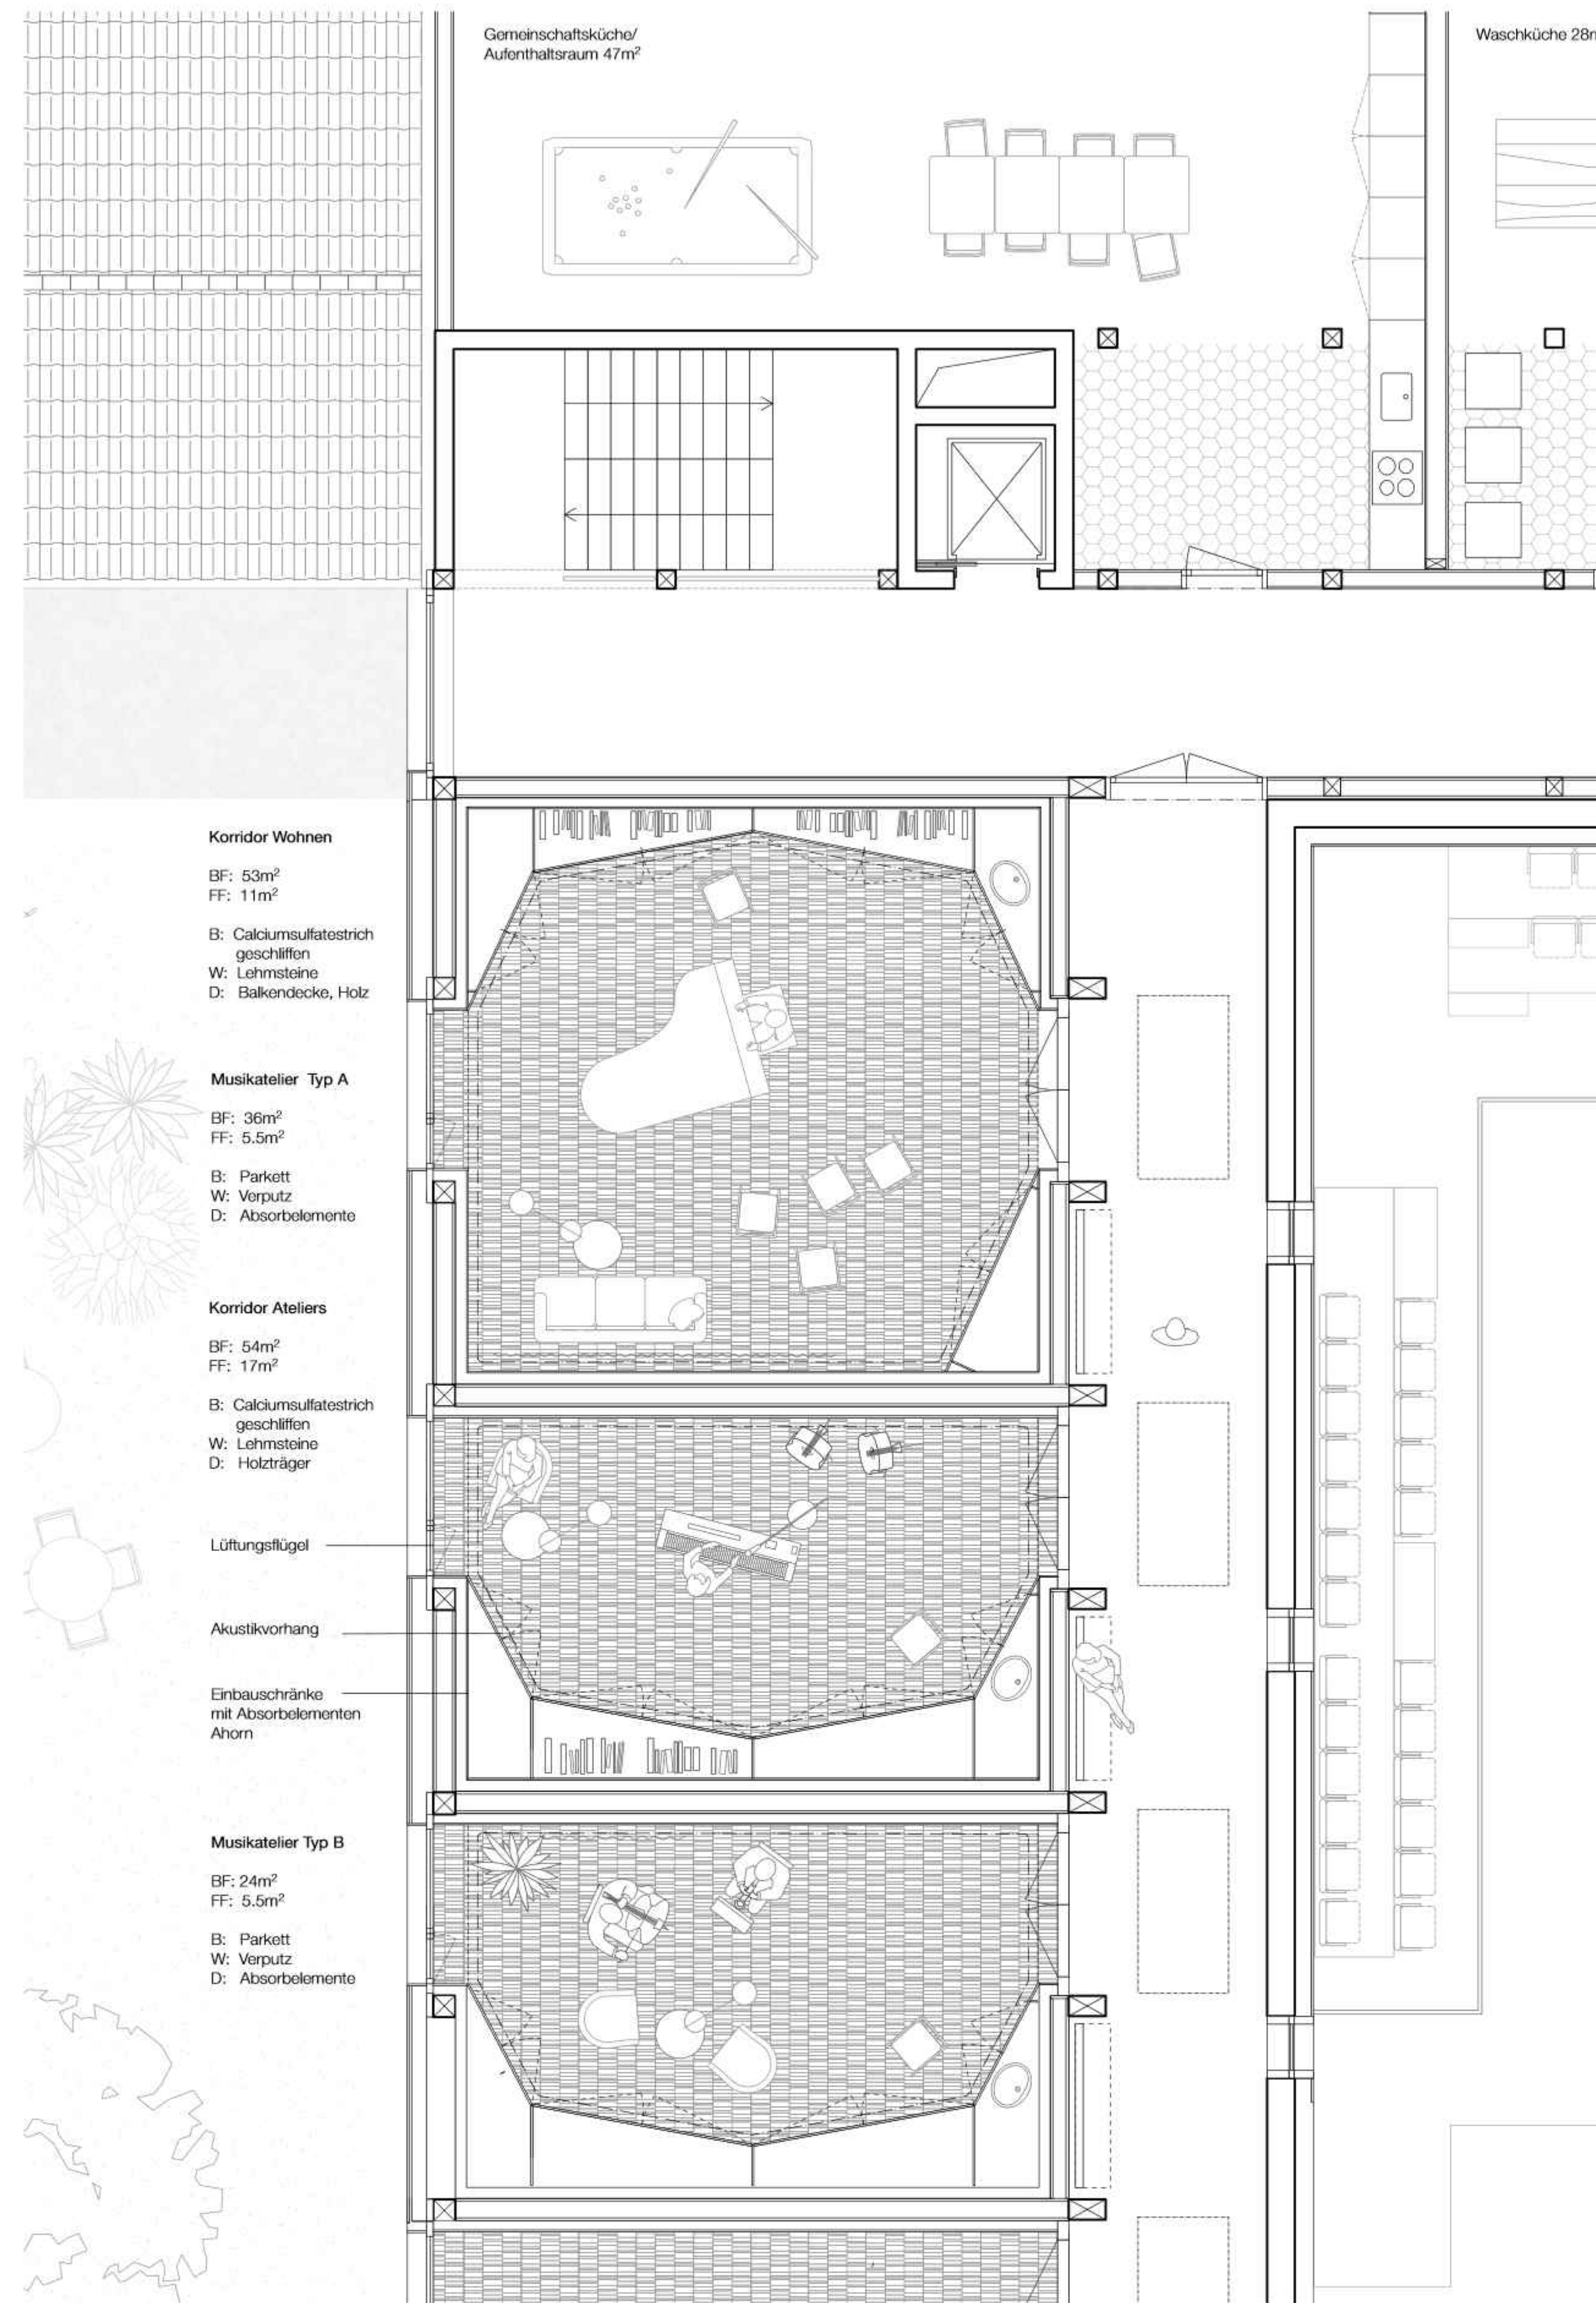 Gemeinschaftsküche/
Aufenthaltsraum 47m²
Waschküche 28m
Korridor Wohnen
BF: 53m²
FF: 11m²
B: Calciumsulfatestrich
geschliffen
W: Lehmsteine
D: Balkendecke, Holz
Musikatelier Typ A
BF: 36m²
FF: 5.5m²
B: Parkett
W: Verputz
D: Absorbelemente
Korridor Ateliers
BF: 54m²
FF: 17m²
B: Calciumsulfatestrich
geschliffen
W: Lehmsteine
D: Holzträger
Lüftungsflügel
Akustikvorhang
Einbauschränke
mit Absorbelementen
Ahorn
Musikatelier Typ B
BF: 24m²
FF: 5.5m²
B: Parkett
W: Verputz
D: Absorbelemente